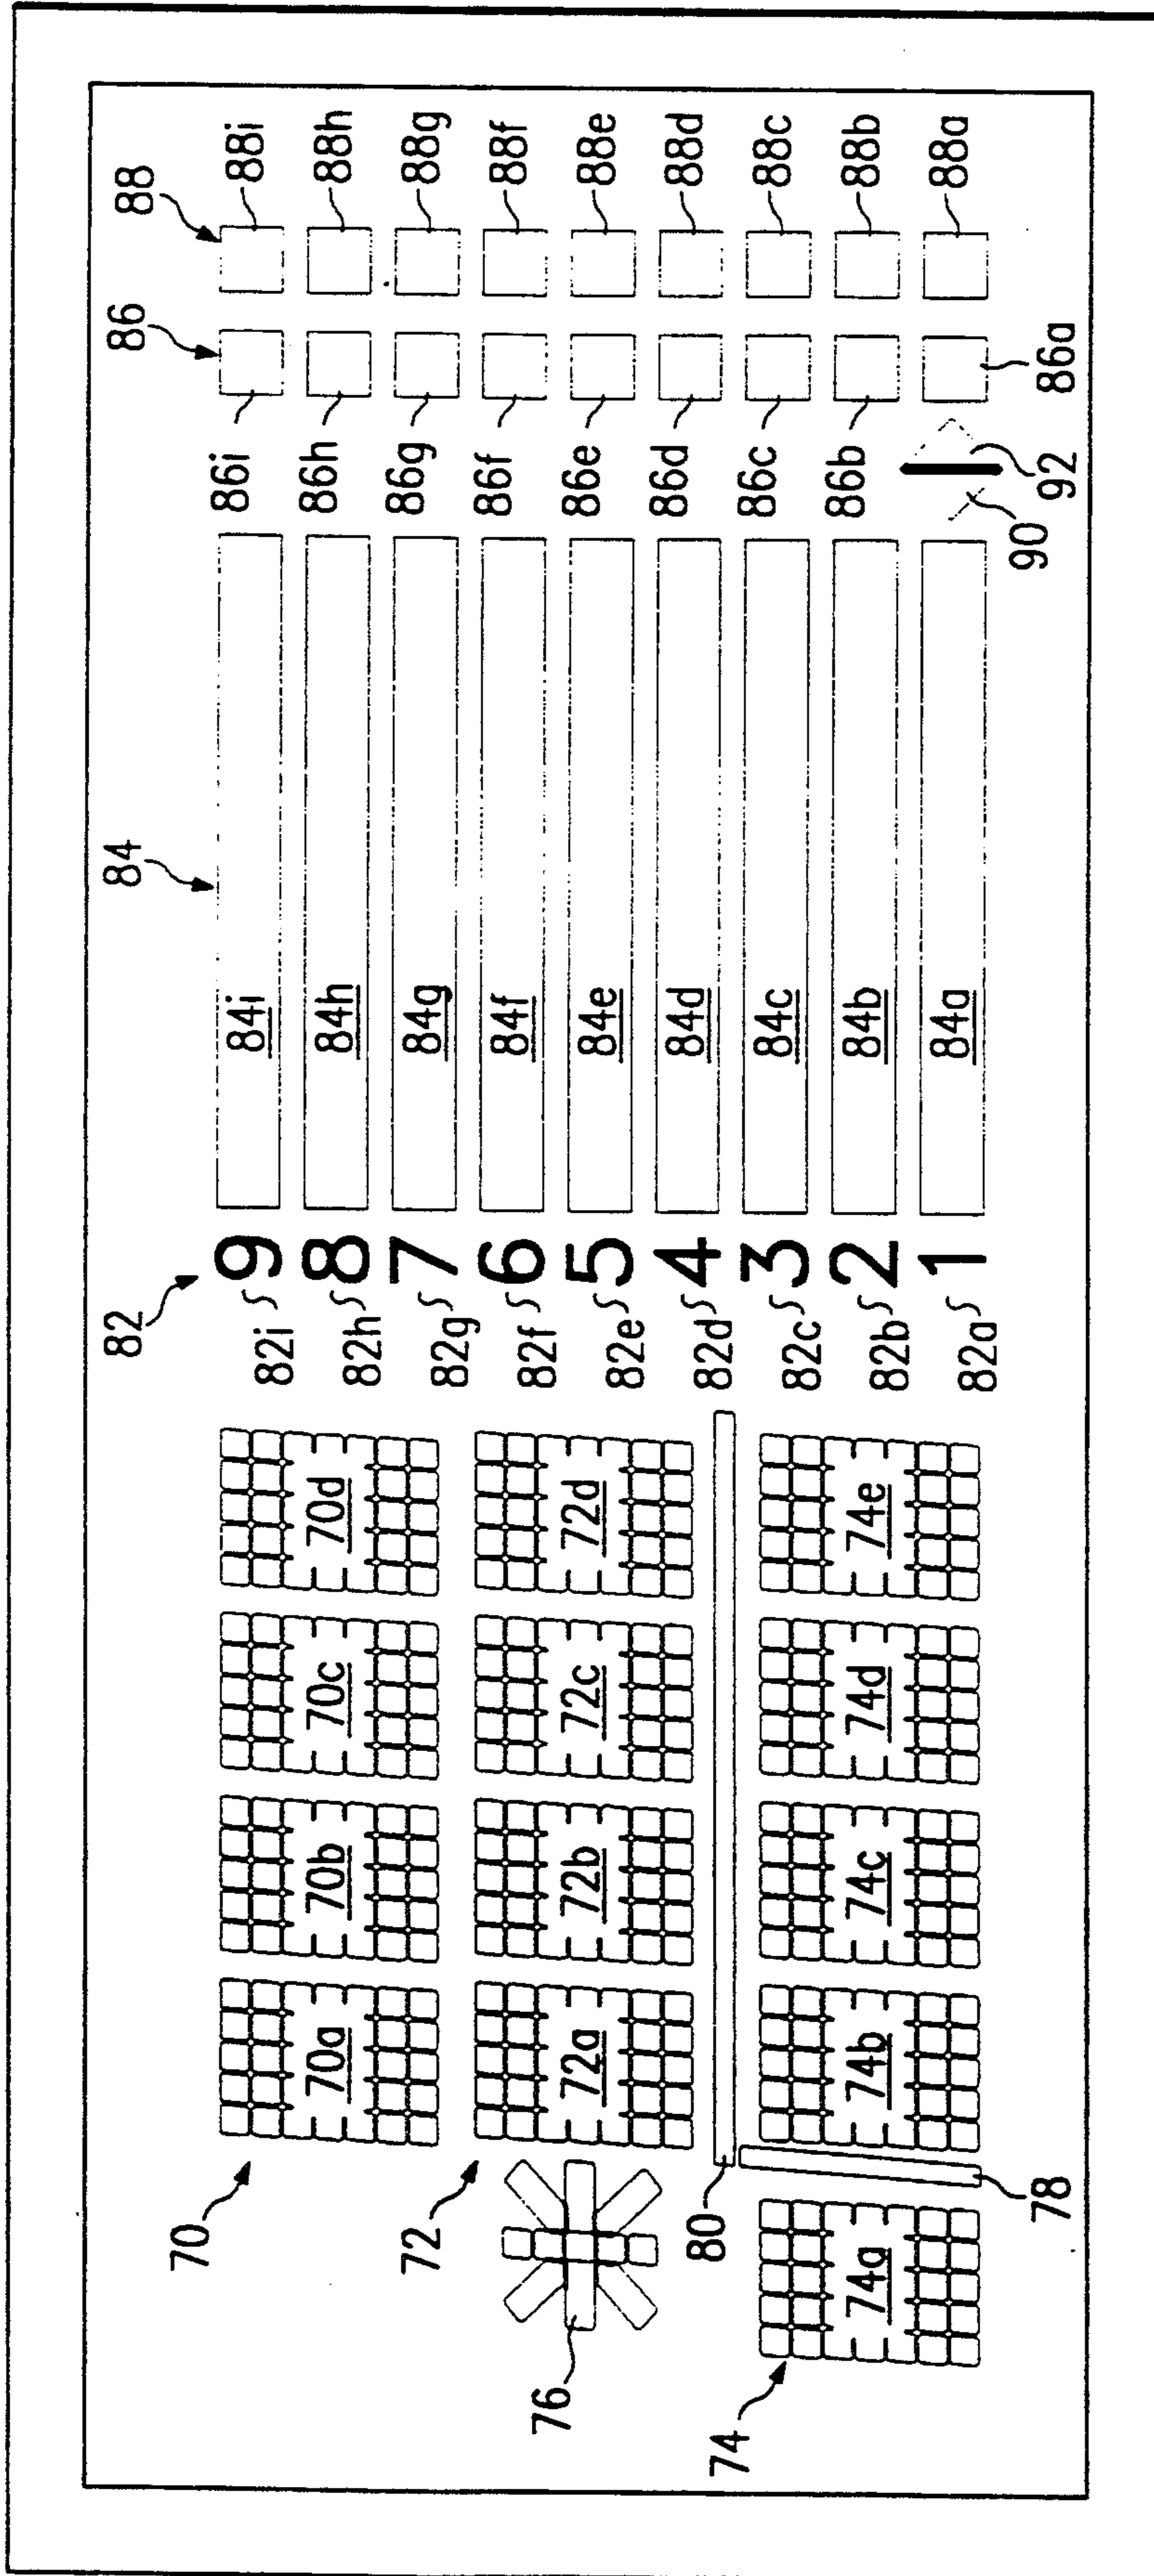 70 82 84 86 88
82i 9 84i 86i 88i
70a 70b 70c 70d 82h 8 84h 86h 88h
72 82g 7 84g 86g 88g
82f 6 84f 86f 88f
76 72a 72b 72c 72d 82e 5 84e 86e 88e
80 82d 4 84d 86d 88d
74 82c 3 84c 86c 88c
74a 74b 74c 74d 74e 82b 2 84b 86b 88b
82a 1 84a 88a
78 90 92 86a